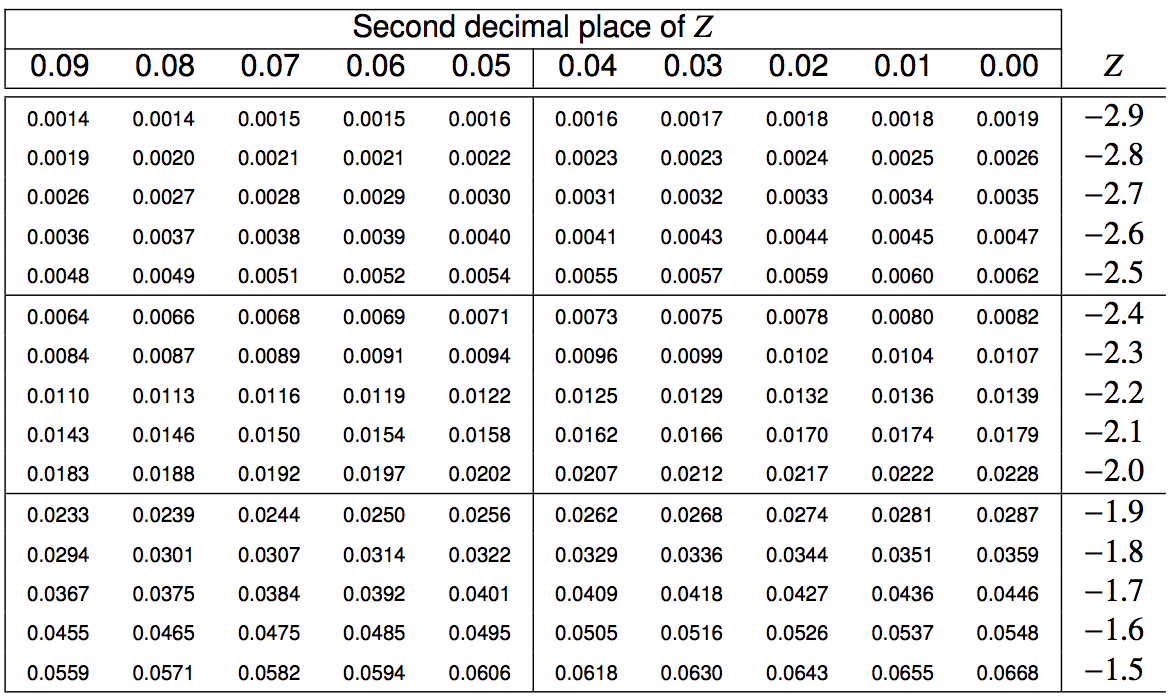 Second decimal place of Z
0.09 0.08 0.07 0.06 0.05 0.04 0.03 0.02 0.01 0.00 Z
0.0014 0.0014 0.0015 0.0015 0.0016 0.0016 0.0017 0.0018 0.0018 0.0019 −2.9
0.0019 0.0020 0.0021 0.0021 0.0022 0.0023 0.0023 0.0024 0.0025 0.0026 −2.8
0.0026 0.0027 0.0028 0.0029 0.0030 0.0031 0.0032 0.0033 0.0034 0.0035 −2.7
0.0036 0.0037 0.0038 0.0039 0.0040 0.0041 0.0043 0.0044 0.0045 0.0047 −2.6
0.0048 0.0049 0.0051 0.0052 0.0054 0.0055 0.0057 0.0059 0.0060 0.0062 −2.5
0.0064 0.0066 0.0068 0.0069 0.0071 0.0073 0.0075 0.0078 0.0080 0.0082 −2.4
0.0084 0.0087 0.0089 0.0091 0.0094 0.0096 0.0099 0.0102 0.0104 0.0107 −2.3
0.0110 0.0113 0.0116 0.0119 0.0122 0.0125 0.0129 0.0132 0.0136 0.0139 −2.2
0.0143 0.0146 0.0150 0.0154 0.0158 0.0162 0.0166 0.0170 0.0174 0.0179 −2.1
0.0183 0.0188 0.0192 0.0197 0.0202 0.0207 0.0212 0.0217 0.0222 0.0228 −2.0
0.0233 0.0239 0.0244 0.0250 0.0256 0.0262 0.0268 0.0274 0.0281 0.0287 −1.9
0.0294 0.0301 0.0307 0.0314 0.0322 0.0329 0.0336 0.0344 0.0351 0.0359 −1.8
0.0367 0.0375 0.0384 0.0392 0.0401 0.0409 0.0418 0.0427 0.0436 0.0446 −1.7
0.0455 0.0465 0.0475 0.0485 0.0495 0.0505 0.0516 0.0526 0.0537 0.0548 −1.6
0.0559 0.0571 0.0582 0.0594 0.0606 0.0618 0.0630 0.0643 0.0655 0.0668 −1.5